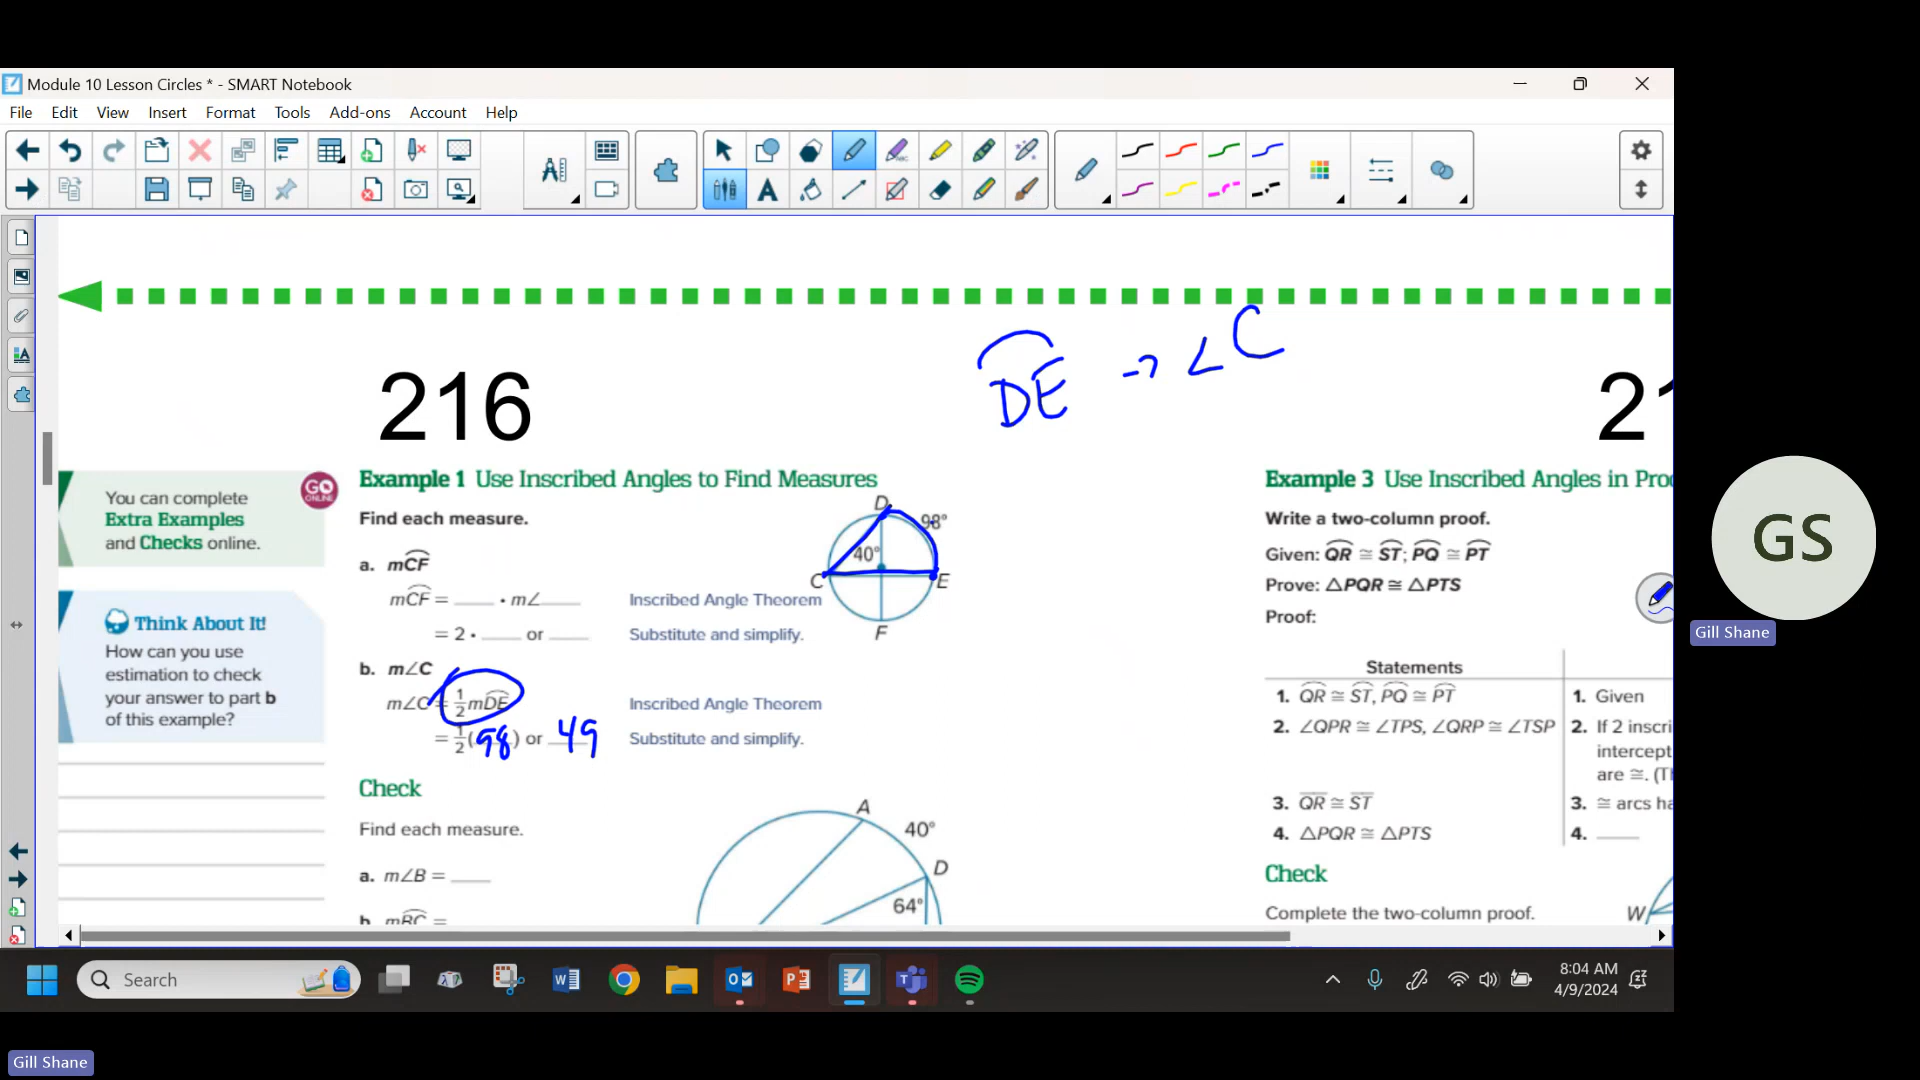 Module 10 Lesson Circles * - SMART Notebook
File Edit View Insert Format Tools Add-ons Account Help
DE → ∠C
216
21
You can complete
Extra Examples
and Checks online.
GO
ONLINE
Think About It!
How can you use
estimation to check
your answer to part b
of this example?
Example 1 Use Inscribed Angles to Find Measures
Find each measure.
a. mCF
mCF = ____ · m∠____ Inscribed Angle Theorem
= 2 · ____ or ____ Substitute and simplify.
b. m∠C
m∠C = 1/2 mDE Inscribed Angle Theorem
= 1/2(98) or 49 Substitute and simplify.
D
98°
40°
C
E
F
Check
Find each measure.
a. m∠B = ____
b. mBC =
A
40°
D
64°
Example 3 Use Inscribed Angles in Proo
Write a two-column proof.
Given: QR ≅ ST; PQ ≅ PT
Prove: △PQR ≅ △PTS
Proof:
Statements
1. QR ≅ ST, PQ ≅ PT 1. Given
2. ∠QPR ≅ ∠TPS, ∠QRP ≅ ∠TSP 2. If 2 inscri
intercept
are ≅. (Th
3. QR ≅ ST 3. ≅ arcs ha
4. △PQR ≅ △PTS 4. ____
Check
Complete the two-column proof.
W
GS
Gill Shane
Search
8:04 AM
4/9/2024
Gill Shane